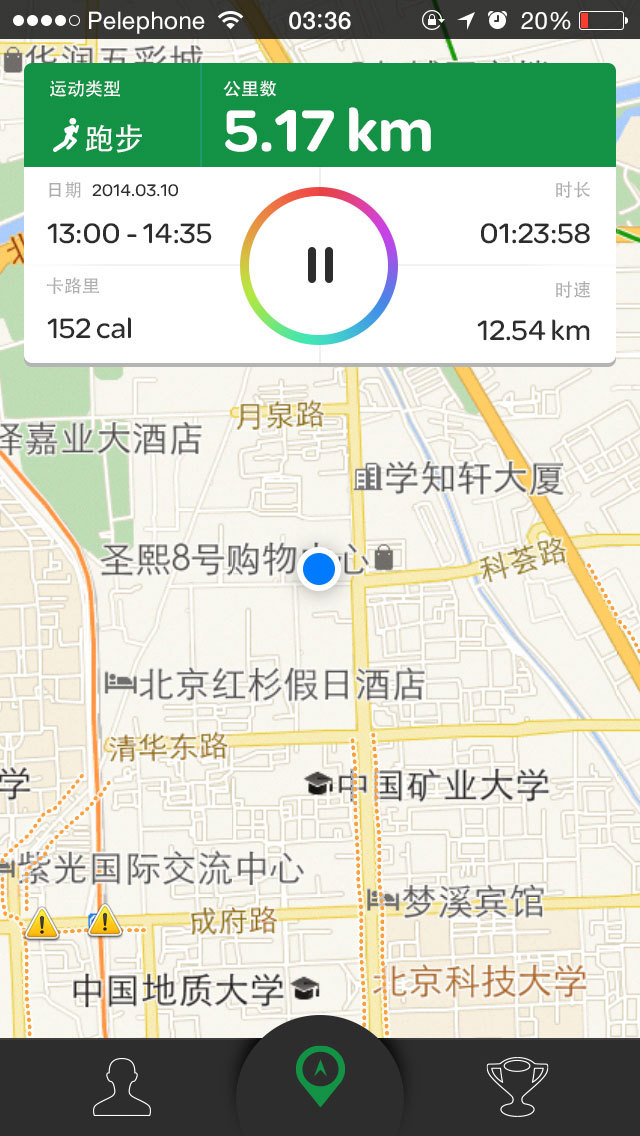 Pelephone 03:36 20%
华润五彩城
运动类型 公里数
跑步 5.17 km
日期 2014.03.10 时长
13:00 - 14:35 01:23:58
卡路里 时速
152 cal 12.54 km
月泉路
泽嘉业大酒店
学知轩大厦
圣熙8号购物中心
科荟路
北京红杉假日酒店
清华东路
学
中国矿业大学
紫光国际交流中心
梦溪宾馆
成府路
中国地质大学
北京科技大学